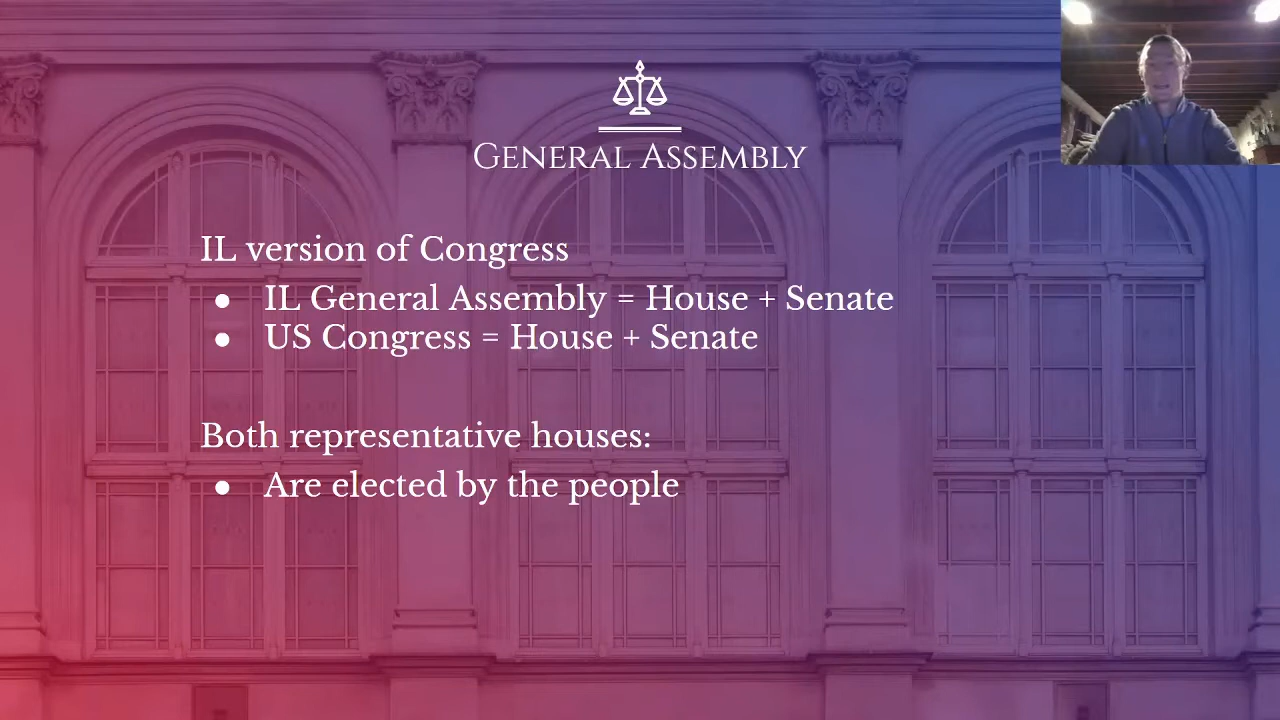 General Assembly
IL version of Congress
● IL General Assembly = House + Senate
● US Congress = House + Senate
Both representative houses:
● Are elected by the people